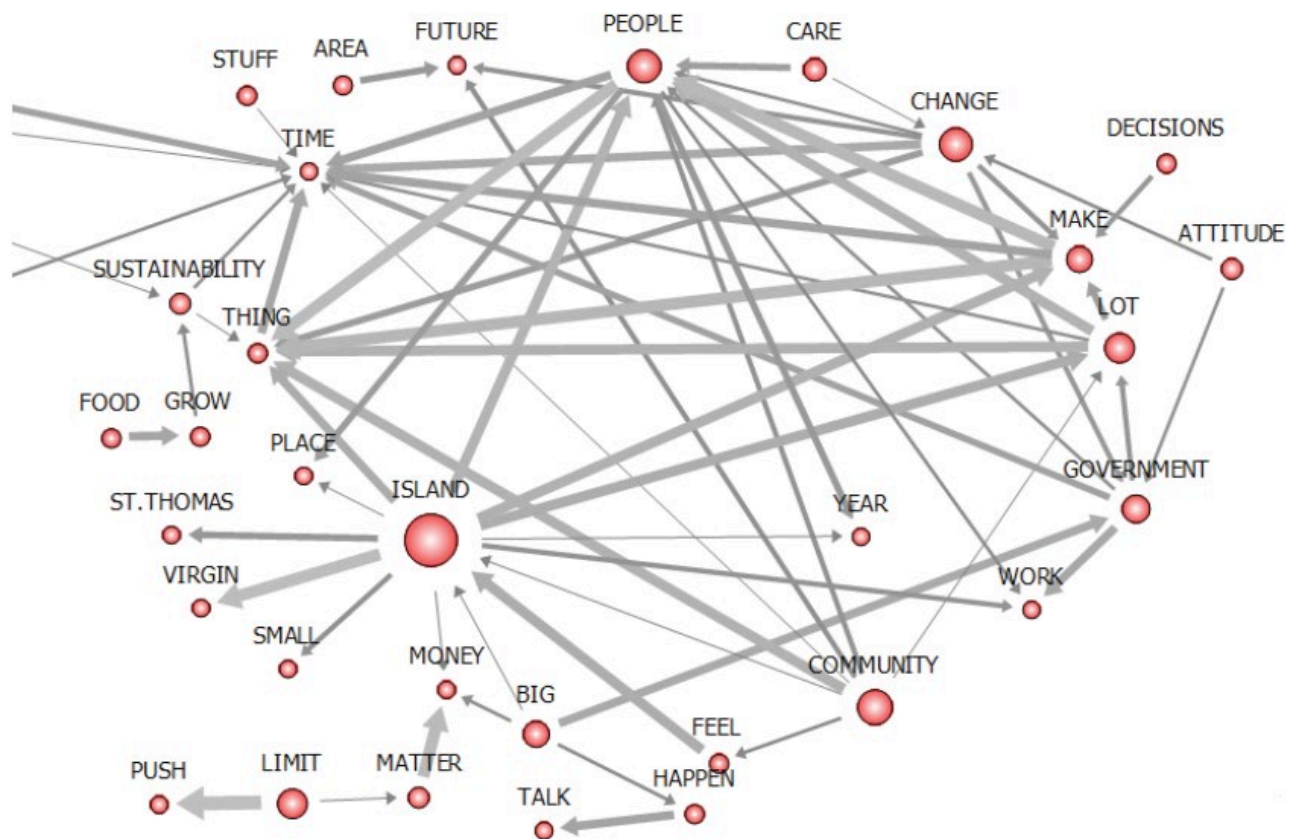 PEOPLE
FUTURE
CARE
AREA
STUFF
CHANGE
DECISIONS
TIME
MAKE
ATTITUDE
SUSTAINABILITY
THING
LOT
FOOD
GROW
PLACE
GOVERNMENT
ISLAND
ST.THOMAS
YEAR
VIRGIN
WORK
SMALL
MONEY
COMMUNITY
BIG
FEEL
PUSH
LIMIT
MATTER
HAPPEN
TALK